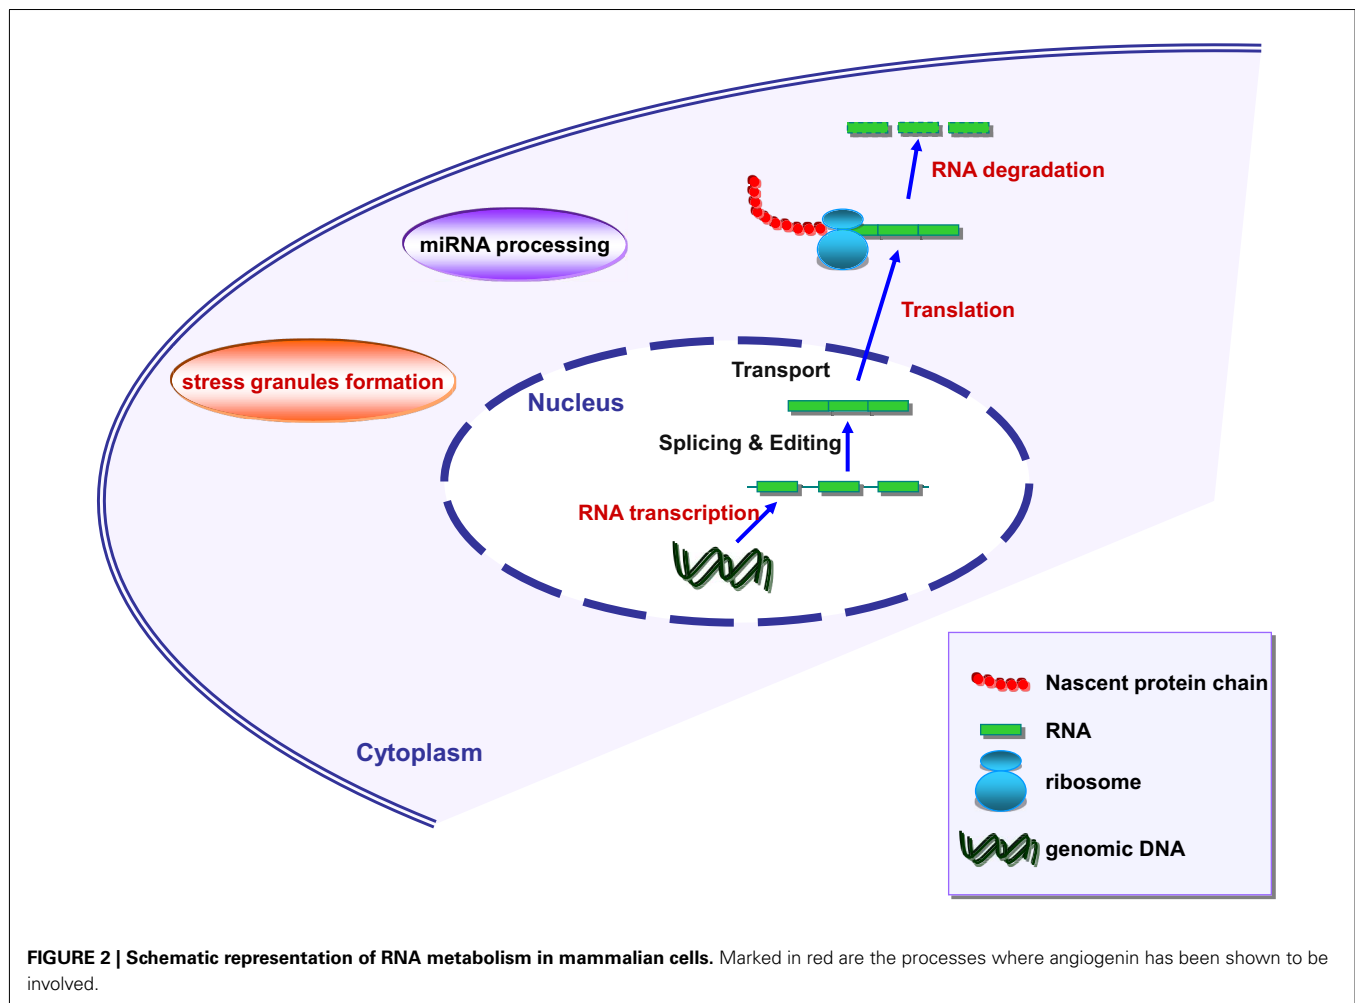 RNA degradation
miRNA processing
Translation
stress granules formation
Transport
Nucleus
Splicing & Editing
RNA transcription
Cytoplasm
Nascent protein chain
RNA
ribosome
genomic DNA
FIGURE 2 | Schematic representation of RNA metabolism in mammalian cells. Marked in red are the processes where angiogenin has been shown to be
involved.